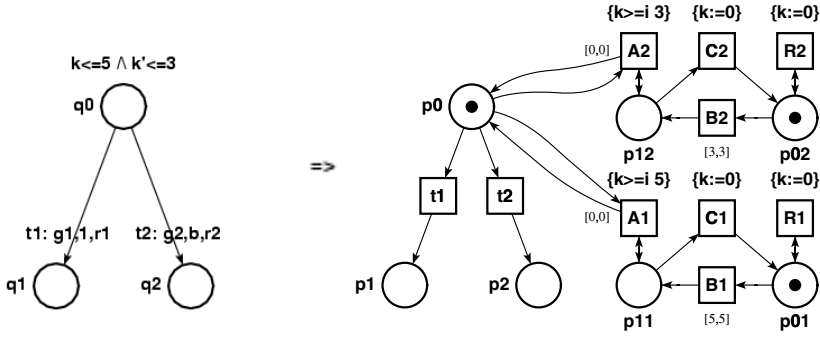 k<=5 /\ k'<=3
q0
t1: g1,1,r1
t2: g2,b,r2
q1
q2
=>
p0
t1
t2
p1
p2
{k>=i 3}
{k:=0}
{k:=0}
[0,0]
A2
C2
R2
B2
p12
[3,3]
p02
{k>=i 5}
{k:=0}
{k:=0}
[0,0]
A1
C1
R1
B1
p11
[5,5]
p01